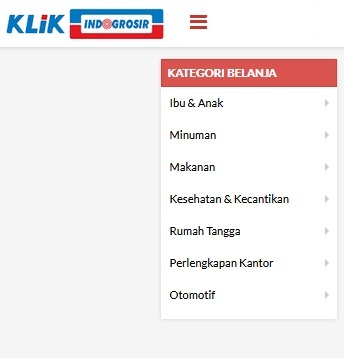 KLiK INDOGROSIR
KATEGORI BELANJA
Ibu & Anak
Minuman
Makanan
Kesehatan & Kecantikan
Rumah Tangga
Perlengkapan Kantor
Otomotif